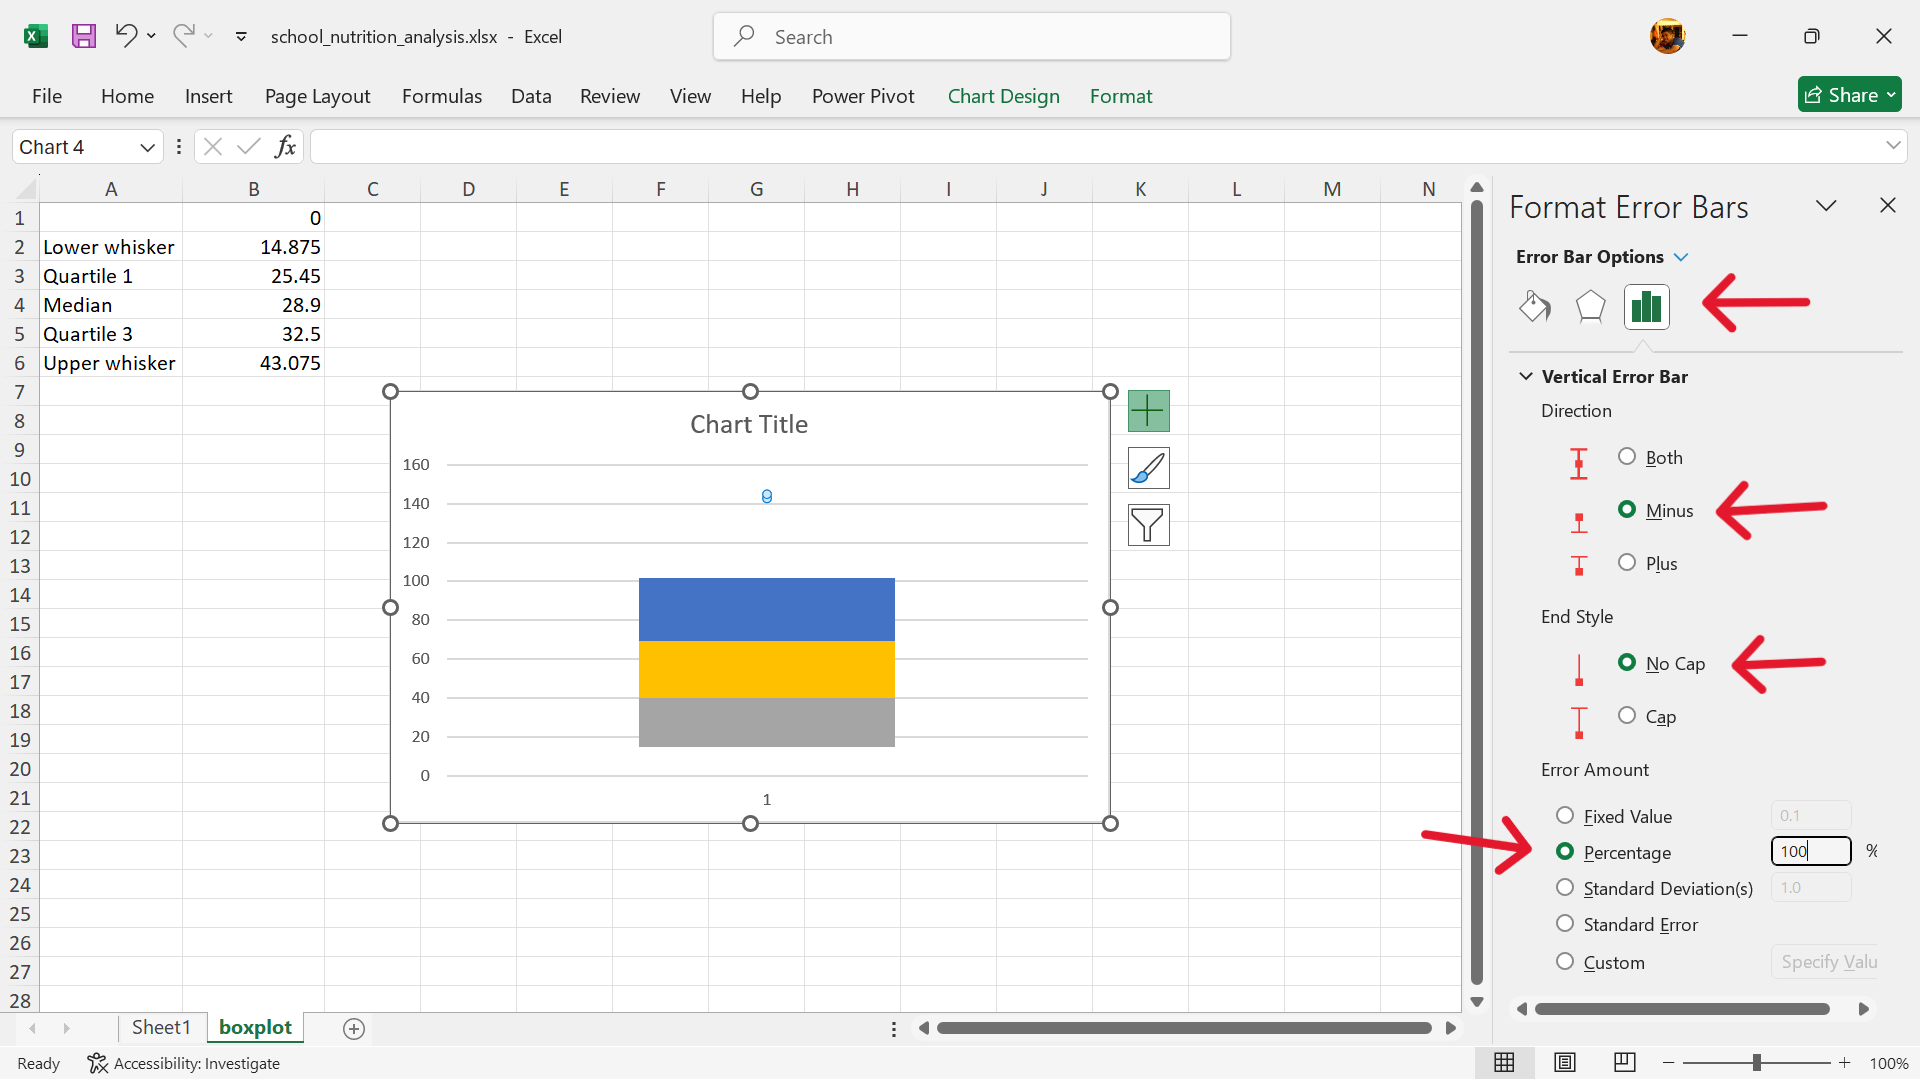 school_nutrition_analysis.xlsx - Excel
Search
File Home Insert Page Layout Formulas Data Review View Help Power Pivot Chart Design Format Share
Chart 4 fx
A B C D E F G H I J K L M N
1 0
2 Lower whisker 14.875
3 Quartile 1 25.45
4 Median 28.9
5 Quartile 3 32.5
6 Upper whisker 43.075
7
8
9
10
11
12
13
14
15
16
17
18
19
20
21
22
23
24
25
26
27
28
Chart Title
160
140
120
100
80
60
40
20
0
1
Format Error Bars
Error Bar Options
Vertical Error Bar
Direction
Both
Minus
Plus
End Style
No Cap
Cap
Error Amount
Fixed Value 0.1
Percentage 100 %
Standard Deviation(s) 1.0
Standard Error
Custom Specify Valu
Sheet1 boxplot
Ready Accessibility: Investigate 100%